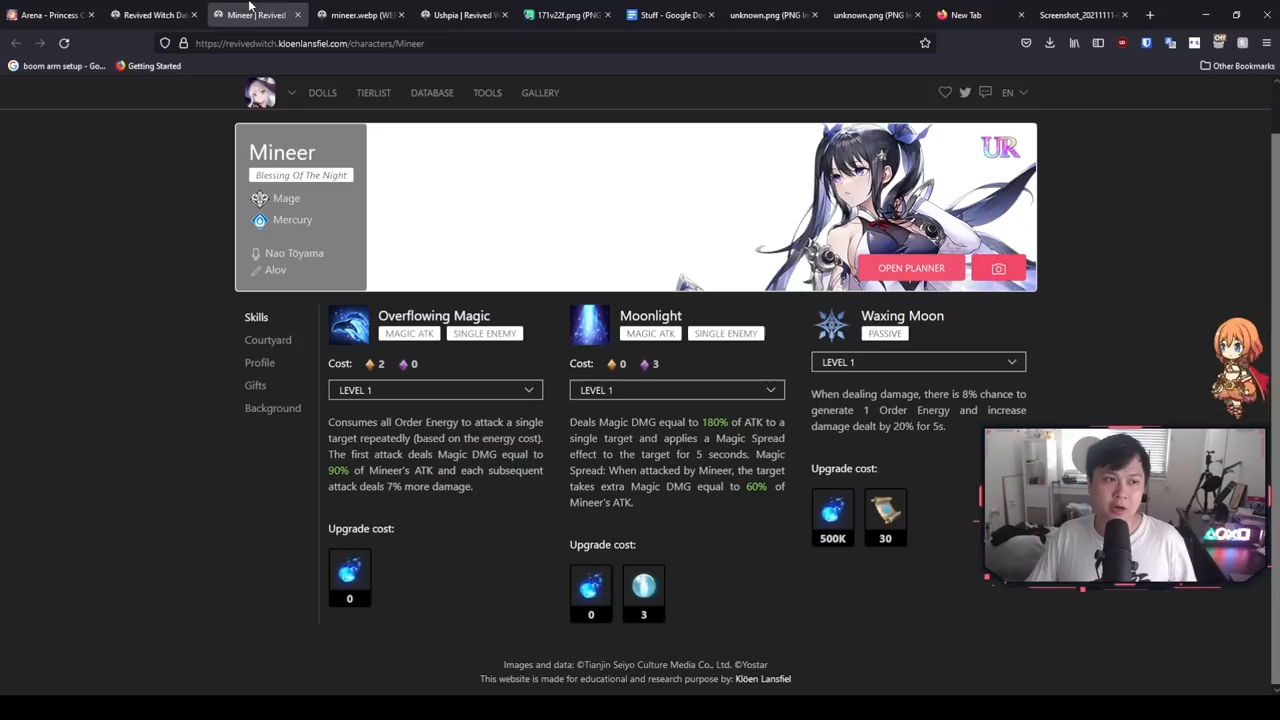 Arena - Princess C
Revived Witch Dat
Mineer | Revived
mineer.webp (WE
Ushpia | Revived W
171v22f.png (PNG
Stuff - Google Doc
unknown.png (PNG In
unknown.png (PNG In
New Tab
Screenshot_20211111-
https://revivedwitch.kloenlansfiel.com/characters/Mineer
Off
boom arm setup - Go...
Getting Started
Other Bookmarks
DOLLS
TIERLIST
DATABASE
TOOLS
GALLERY
EN
Mineer
Blessing Of The Night
Mage
Mercury
Nao Tōyama
Alov
UR
OPEN PLANNER
Skills
Courtyard
Profile
Gifts
Background
Overflowing Magic
MAGIC ATK SINGLE ENEMY
Cost: 2 0
LEVEL 1
Consumes all Order Energy to attack a single
target repeatedly (based on the energy cost).
The first attack deals Magic DMG equal to
90% of Mineer's ATK and each subsequent
attack deals 7% more damage.
Upgrade cost:
0
Moonlight
MAGIC ATK SINGLE ENEMY
Cost: 0 3
LEVEL 1
Deals Magic DMG equal to 180% of ATK to
a single target and applies a Magic Spread
effect to the target for 5 seconds. Magic
Spread: When attacked by Mineer, the target
takes extra Magic DMG equal to 60% of
Mineer's ATK.
Upgrade cost:
0 3
Waxing Moon
PASSIVE
LEVEL 1
When dealing damage, there is 8% chance to
generate 1 Order Energy and increase
damage dealt by 20% for 5s.
Upgrade cost:
500K 30
Images and data: ©Tianjin Seiyo Culture Media Co., Ltd. ©Yostar
This website is made for educational and research purpose by: Klöen Lansfiel